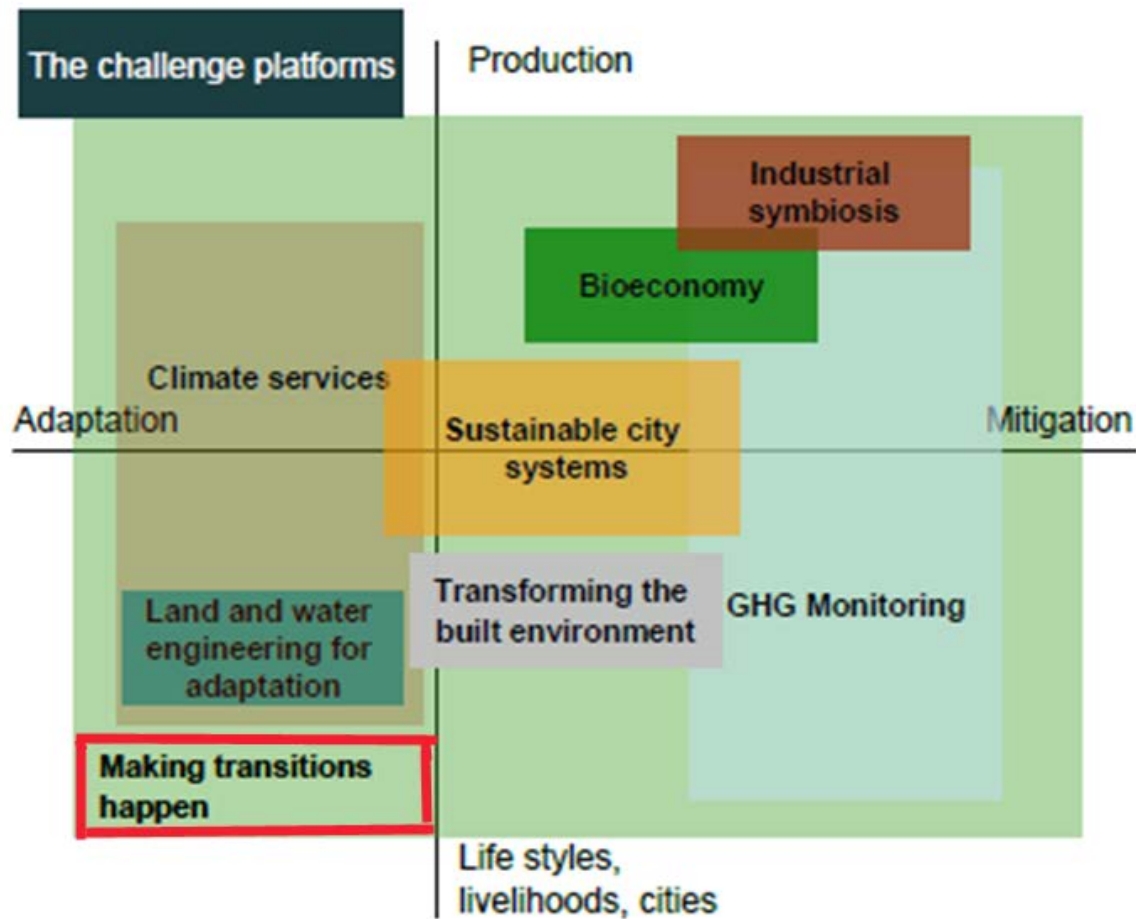 The challenge platforms
Production
Industrial
symbiosis
Bioeconomy
Climate services
Adaptation
Mitigation
Sustainable city
systems
Transforming the
built environment
GHG Monitoring
Land and water
engineering for
adaptation
Making transitions
happen
Life styles,
livelihoods, cities